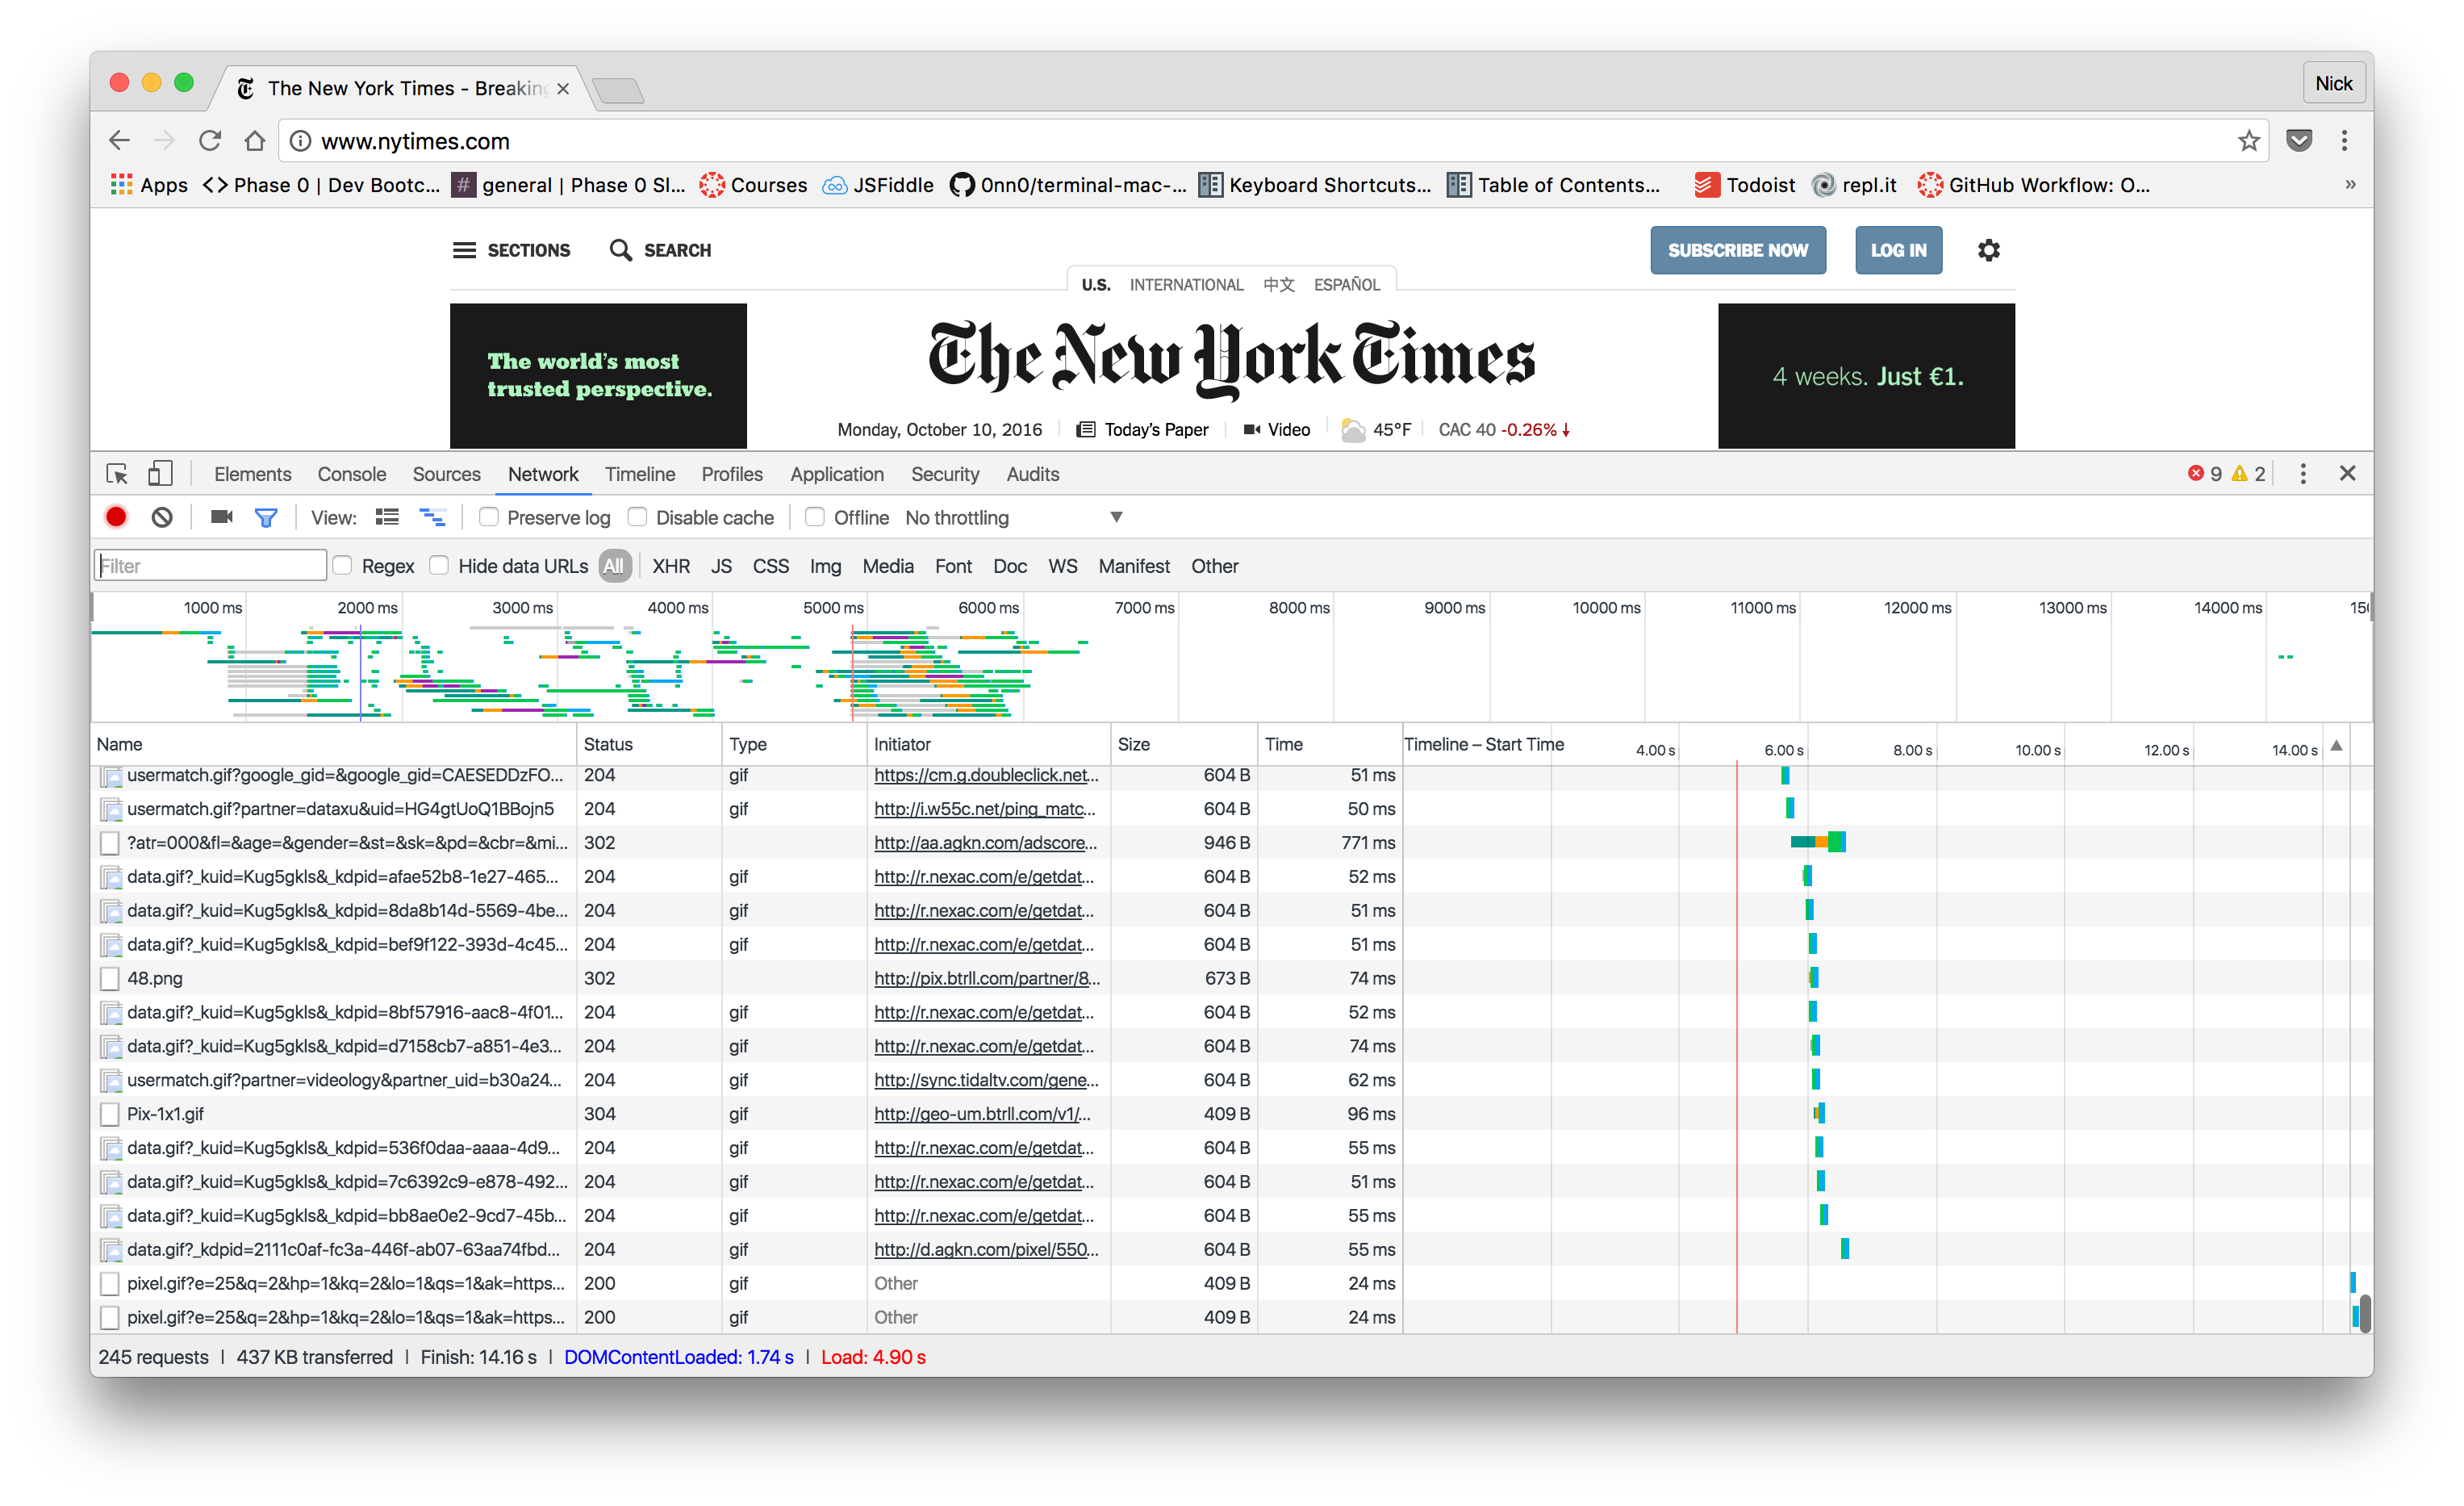 The New York Times - Breaking
Nick
www.nytimes.com
Apps Phase 0 | Dev Bootc... general | Phase 0 Sl... Courses JSFiddle 0nn0/terminal-mac-... Keyboard Shortcuts... Table of Contents... Todoist repl.it GitHub Workflow: O... »
SECTIONS SEARCH SUBSCRIBE NOW LOG IN
U.S. INTERNATIONAL 中文 ESPAÑOL
The world's most
trusted perspective.
The New York Times
4 weeks. Just €1.
Monday, October 10, 2016 Today's Paper Video 45°F CAC 40 -0.26% ↓
Elements Console Sources Network Timeline Profiles Application Security Audits 9 2
View: Preserve log Disable cache Offline No throttling
Filter Regex Hide data URLs All XHR JS CSS Img Media Font Doc WS Manifest Other
1000 ms 2000 ms 3000 ms 4000 ms 5000 ms 6000 ms 7000 ms 8000 ms 9000 ms 10000 ms 11000 ms 12000 ms 13000 ms 14000 ms 150
Name Status Type Initiator Size Time Timeline – Start Time 4.00 s 6.00 s 8.00 s 10.00 s 12.00 s 14.00 s
usermatch.gif?google_gid=&google_gid=CAESEDDzFO... 204 gif https://cm.g.doubleclick.net... 604 B 51 ms
usermatch.gif?partner=dataxu&uid=HG4gtUoQ1BBojn5 204 gif http://i.w55c.net/ping_matc... 604 B 50 ms
?atr=000&fl=&age=&gender=&st=&sk=&pd=&cbr=&mi... 302 http://aa.agkn.com/adscore... 946 B 771 ms
data.gif?_kuid=Kug5gkls&_kdpid=afae52b8-1e27-465... 204 gif http://r.nexac.com/e/getdat... 604 B 52 ms
data.gif?_kuid=Kug5gkls&_kdpid=8da8b14d-5569-4be... 204 gif http://r.nexac.com/e/getdat... 604 B 51 ms
data.gif?_kuid=Kug5gkls&_kdpid=bef9f122-393d-4c45... 204 gif http://r.nexac.com/e/getdat... 604 B 51 ms
48.png 302 http://pix.btrll.com/partner/8... 673 B 74 ms
data.gif?_kuid=Kug5gkls&_kdpid=8bf57916-aac8-4f01... 204 gif http://r.nexac.com/e/getdat... 604 B 52 ms
data.gif?_kuid=Kug5gkls&_kdpid=d7158cb7-a851-4e3... 204 gif http://r.nexac.com/e/getdat... 604 B 74 ms
usermatch.gif?partner=videology&partner_uid=b30a24... 204 gif http://sync.tidaltv.com/gene... 604 B 62 ms
Pix-1x1.gif 304 gif http://geo-um.btrll.com/v1/... 409 B 96 ms
data.gif?_kuid=Kug5gkls&_kdpid=536f0daa-aaaa-4d9... 204 gif http://r.nexac.com/e/getdat... 604 B 55 ms
data.gif?_kuid=Kug5gkls&_kdpid=7c6392c9-e878-492... 204 gif http://r.nexac.com/e/getdat... 604 B 51 ms
data.gif?_kuid=Kug5gkls&_kdpid=bb8ae0e2-9cd7-45b... 204 gif http://r.nexac.com/e/getdat... 604 B 55 ms
data.gif?_kdpid=2111c0af-fc3a-446f-ab07-63aa74fbd... 204 gif http://d.agkn.com/pixel/550... 604 B 55 ms
pixel.gif?e=25&q=2&hp=1&kq=2&lo=1&qs=1&ak=https... 200 gif Other 409 B 24 ms
pixel.gif?e=25&q=2&hp=1&kq=2&lo=1&qs=1&ak=https... 200 gif Other 409 B 24 ms
245 requests | 437 KB transferred | Finish: 14.16 s | DOMContentLoaded: 1.74 s | Load: 4.90 s